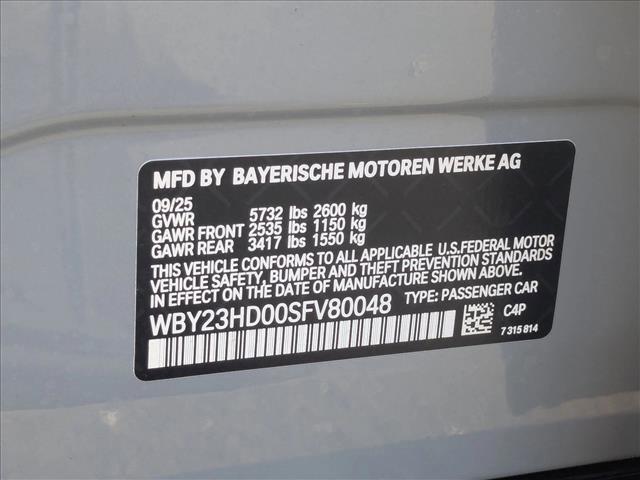 MFD BY BAYERISCHE MOTOREN WERKE AG
09/25
GVWR 5732 lbs 2600 kg
GAWR FRONT 2535 lbs 1150 kg
GAWR REAR 3417 lbs 1550 kg
THIS VEHICLE CONFORMS TO ALL APPLICABLE U.S.FEDERAL MOTOR
VEHICLE SAFETY, BUMPER AND THEFT PREVENTION STANDARDS
IN EFFECT ON THE DATE OF MANUFACTURE SHOWN ABOVE.
WBY23HD00SFV80048 TYPE: PASSENGER CAR
C4P
7 315 814